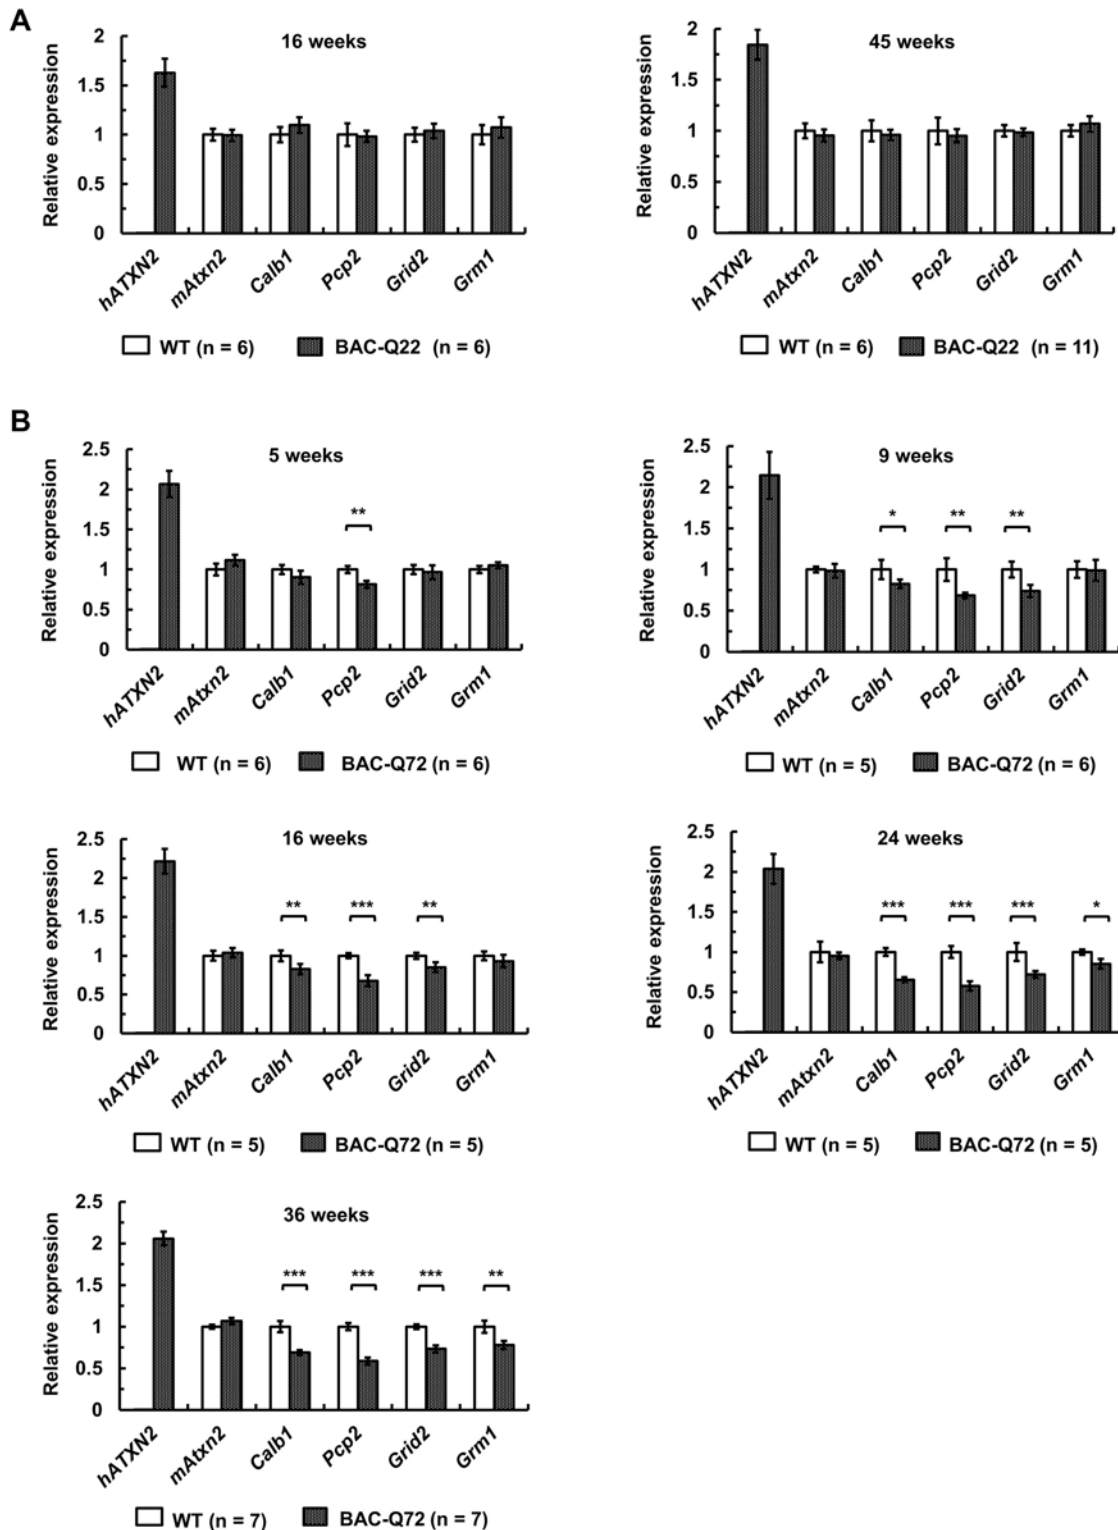 A
16 weeks
Relative expression
2
1.5
1
0.5
0
hATXN2
mAtxn2
Calb1
Pcp2
Grid2
Grm1
WT (n = 6) BAC-Q22 (n = 6)
45 weeks
Relative expression
2
1.5
1
0.5
0
hATXN2
mAtxn2
Calb1
Pcp2
Grid2
Grm1
WT (n = 6) BAC-Q22 (n = 11)
B
5 weeks
Relative expression
2.5
2
1.5
1
0.5
0
**
hATXN2
mAtxn2
Calb1
Pcp2
Grid2
Grm1
WT (n = 6) BAC-Q72 (n = 6)
9 weeks
Relative expression
2.5
2
1.5
1
0.5
0
* ** **
hATXN2
mAtxn2
Calb1
Pcp2
Grid2
Grm1
WT (n = 5) BAC-Q72 (n = 6)
16 weeks
Relative expression
2.5
2
1.5
1
0.5
0
** *** **
hATXN2
mAtxn2
Calb1
Pcp2
Grid2
Grm1
WT (n = 5) BAC-Q72 (n = 5)
24 weeks
Relative expression
2.5
2
1.5
1
0.5
0
*** *** *** *
hATXN2
mAtxn2
Calb1
Pcp2
Grid2
Grm1
WT (n = 5) BAC-Q72 (n = 5)
36 weeks
Relative expression
2.5
2
1.5
1
0.5
0
*** *** *** **
hATXN2
mAtxn2
Calb1
Pcp2
Grid2
Grm1
WT (n = 7) BAC-Q72 (n = 7)